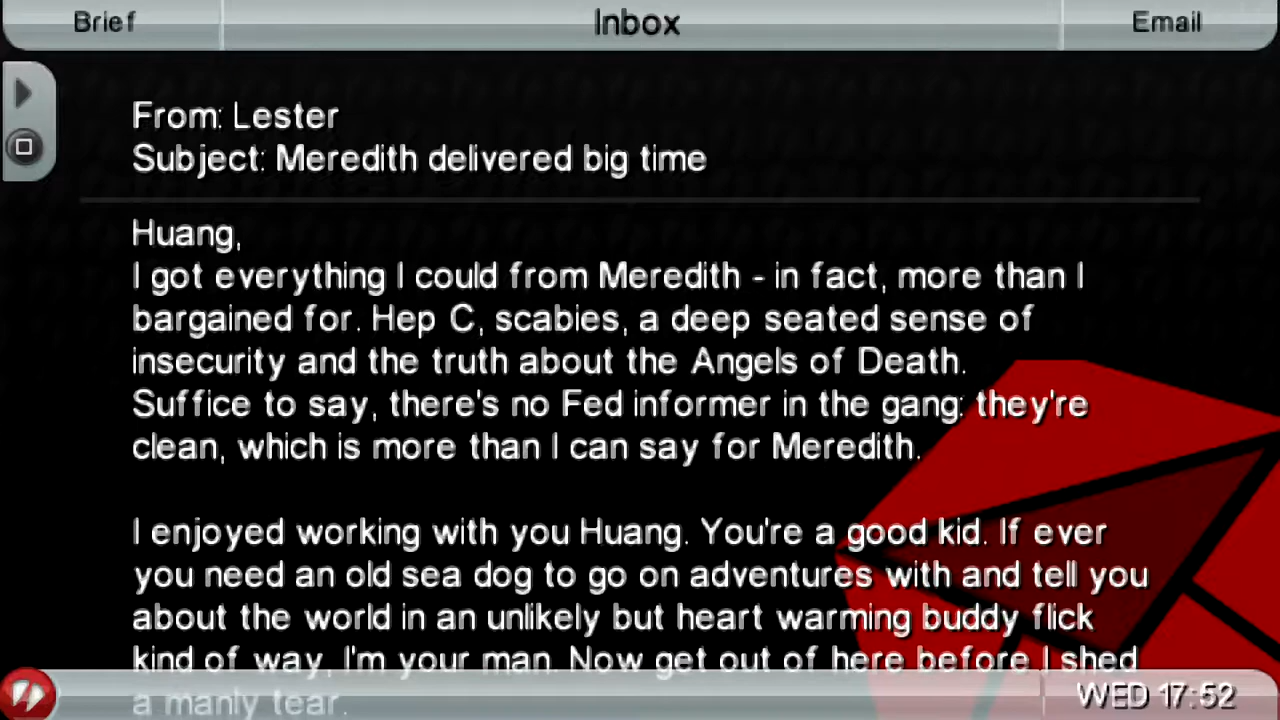 Brief
Inbox
Email
From: Lester
Subject: Meredith delivered big time
Huang,
I got everything I could from Meredith - in fact, more than I
bargained for. Hep C, scabies, a deep seated sense of
insecurity and the truth about the Angels of Death.
Suffice to say, there's no Fed informer in the gang: they're
clean, which is more than I can say for Meredith.
I enjoyed working with you Huang. You're a good kid. If ever
you need an old sea dog to go on adventures with and tell you
about the world in an unlikely but heart warming buddy flick
kind of way, I'm your man. Now get out of here before I shed
a manly tear.
WED 17:52